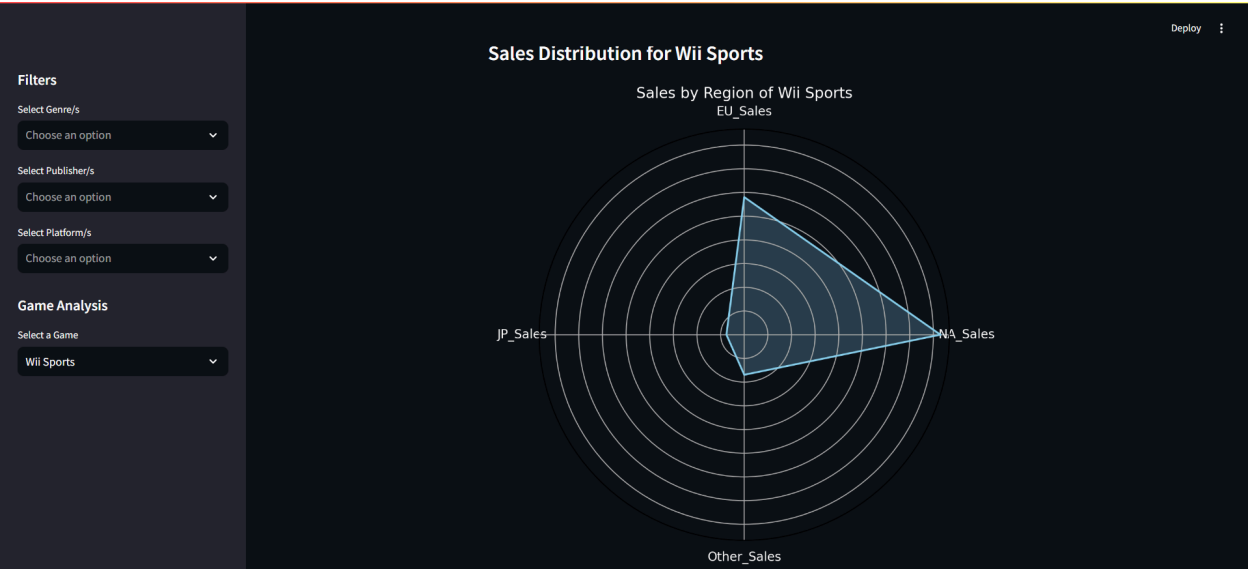 Deploy
Filters
Select Genre/s
Choose an option
Select Publisher/s
Choose an option
Select Platform/s
Choose an option
Game Analysis
Select a Game
Wii Sports
Sales Distribution for Wii Sports
Sales by Region of Wii Sports
EU_Sales
JP_Sales
NA_Sales
Other_Sales